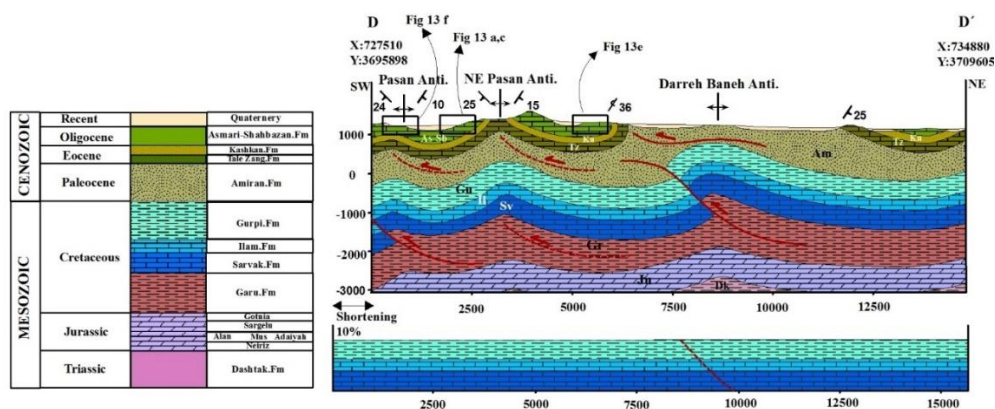 CENOZOIC
MESOZOIC
Recent
Quaternery
Oligocene
Asmari-Shahbazan.Fm
Eocene
Kashkan.Fm
Tale Zang.Fm
Paleocene
Amiran.Fm
Cretaceous
Gurpi.Fm
Ilam.Fm
Sarvak.Fm
Garu.Fm
Jurassic
Gotnia
Sargelu
Alan Mus Adaiyah
Neiriz
Triassic
Dashtak.Fm
D
Fig 13 f
Fig 13 a,c
Fig 13e
D´
X:727510
Y:3695898
X:734880
Y:3709605
SW
Pasan Anti.
NE Pasan Anti.
Darreh Baneh Anti.
NE
24
10
25
15
36
25
1000
0
-1000
-2000
-3000
As-Sb
Kn
Tz
Am
Kn
Tz
Gu
Il
Sv
Gr
Jn
Dk
2500
5000
7500
10000
12500
Shortening
10%
2500
5000
7500
10000
12500
15000